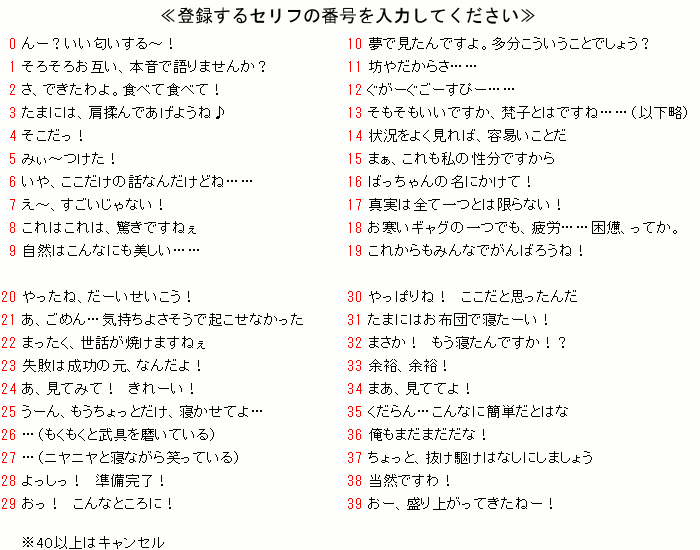 ≪登録するセリフの番号を入力してください≫
0 んー？いい匂いする～！
1 そろそろお互い、本音で語りませんか？
2 さ、できたわよ。食べて食べて！
3 たまには、肩揉んであげようね♪
4 そこだっ！
5 みぃ～つけた！
6 いや、ここだけの話なんだけどね……
7 え～、すごいじゃない！
8 これはこれは、驚きですねぇ
9 自然はこんなにも美しい……
10 夢で見たんですよ。多分こういうことでしょう？
11 坊やだからさ……
12 ぐがーぐごーすぴー……
13 そもそもいいですか、梵子とはですね……（以下略）
14 状況をよく見れば、容易いことだ
15 まぁ、これも私の性分ですから
16 ばっちゃんの名にかけて！
17 真実は全て一つとは限らない！
18 お寒いギャグの一つでも、疲労……困憊、ってか。
19 これからもみんなでがんばろうね！
20 やったね、だーいせいこう！
21 あ、ごめん…気持ちよさそうで起こせなかった
22 まったく、世話が焼けますねぇ
23 失敗は成功の元、なんだよ！
24 あ、見てみて！　きれーい！
25 うーん、もうちょっとだけ、寝かせてよ…
26 …（もくもくと武具を磨いている）
27 …（ニヤニヤと寝ながら笑っている）
28 よっしっ！　準備完了！
29 おっ！　こんなところに！
30 やっぱりね！　ここだと思ったんだ
31 たまにはお布団で寝たーい！
32 まさか！　もう寝たんですか！？
33 余裕、余裕！
34 まあ、見ててよ！
35 くだらん…こんなに簡単だとはな
36 俺もまだまだだな！
37 ちょっと、抜け駆けはなしにしましょう
38 当然ですわ！
39 おー、盛り上がってきたねー！
※40以上はキャンセル